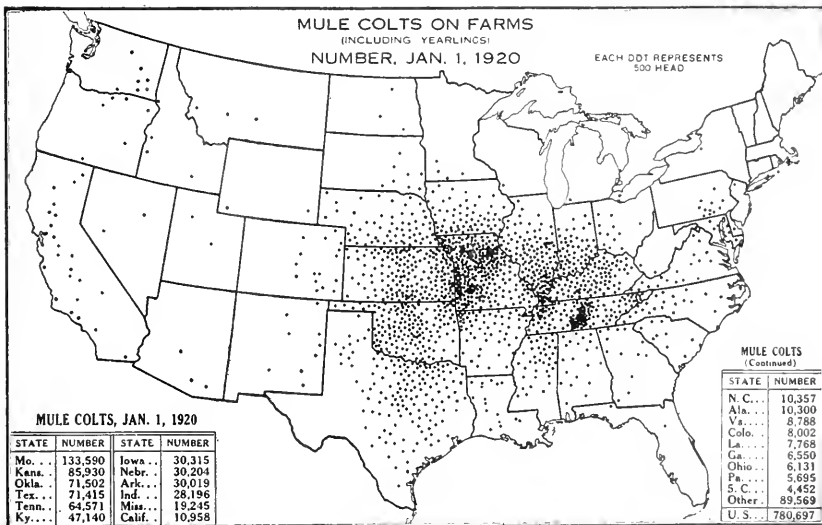 MULE COLTS ON FARMS
(INCLUDING YEARLINGS)
NUMBER, JAN. 1, 1920
EACH DOT REPRESENTS
500 HEAD
MULE COLTS, JAN. 1, 1920
STATE NUMBER STATE NUMBER
Mo. . . 133,590 Iowa . . 30,315
Kans. . 85,930 Nebr. . . 30,204
Okla. . 71,502 Ark. . . 30,019
Tex. . . 71,415 Ind. . . 28,196
Tenn. . 64,571 Miss. . . 19,245
Ky. . . . 47,140 Calif. . 10,958
MULE COLTS
(Continued)
STATE NUMBER
N. C. . . 10,357
Ala. . . . 10,300
Va. . . . 8,788
Colo. . . 8,002
La. . . . 7,768
Ga. . . . 6,550
Ohio . . 6,131
Pa. . . . 5,695
S. C. . . 4,452
Other . 89,569
U. S. . . 780,697